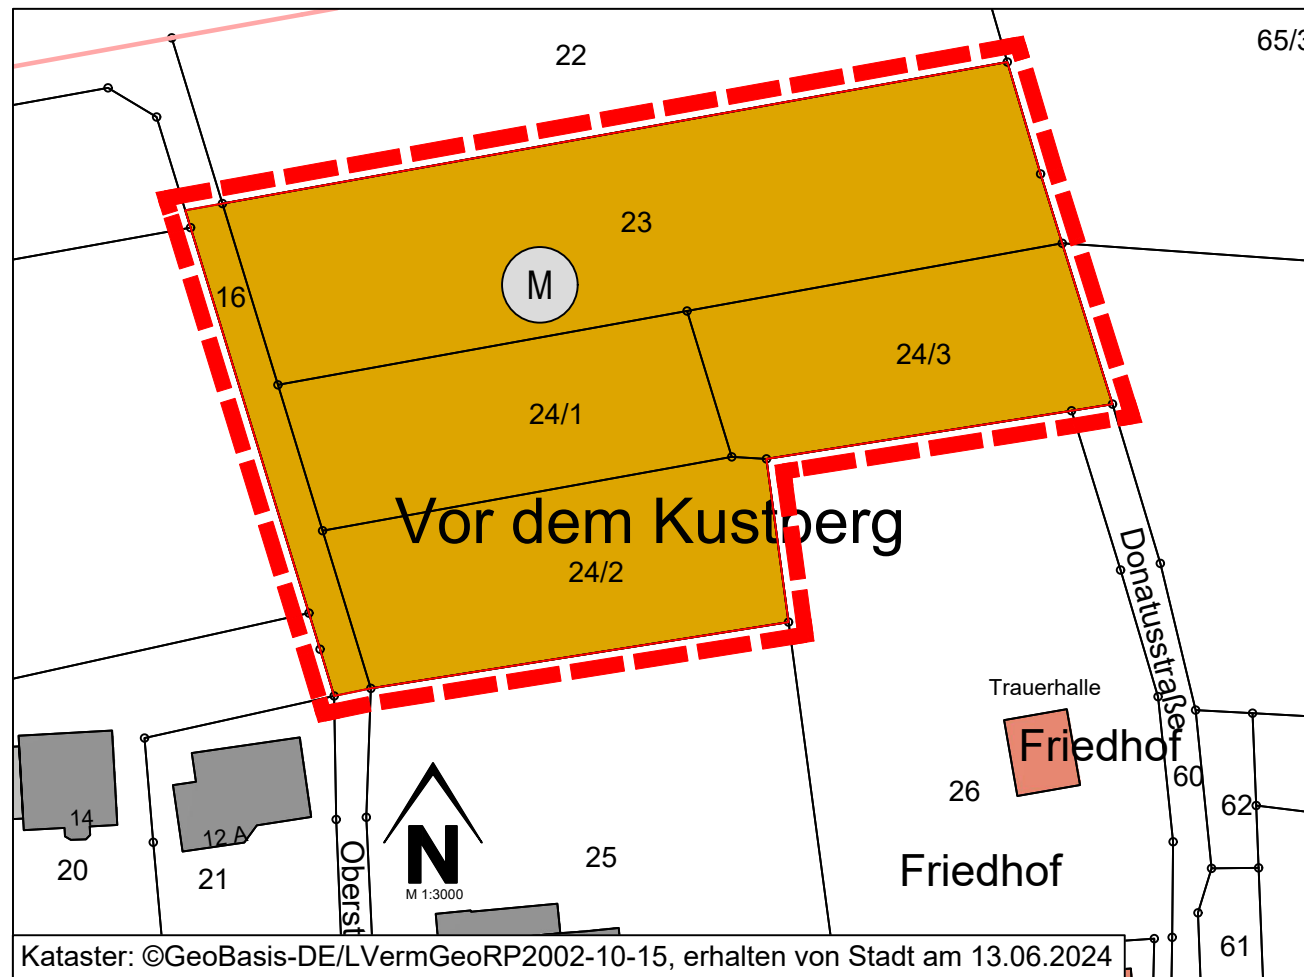 22
65/3
23
16
M
24/3
24/1
Vor dem Kustberg
24/2
Donatusstraße
Trauerhalle
Friedhof
60
26
62
14
12 A
N
M 1:3000
20
21
Oberst
25
Friedhof
61
Kataster: ©GeoBasis-DE/LVermGeoRP2002-10-15, erhalten von Stadt am 13.06.2024